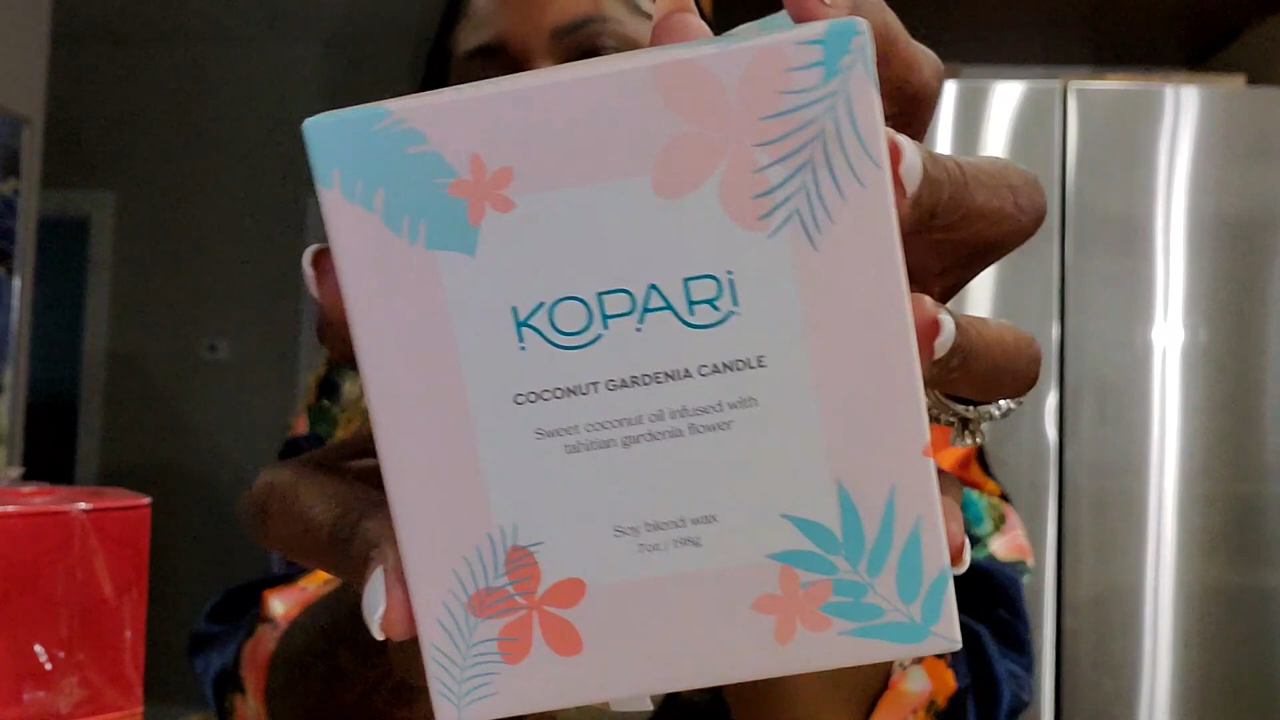 KOPARi
COCONUT GARDENIA CANDLE
Sweet coconut oil infused with
tahitian gardenia flower
Soy blend wax
7oz. / 198g